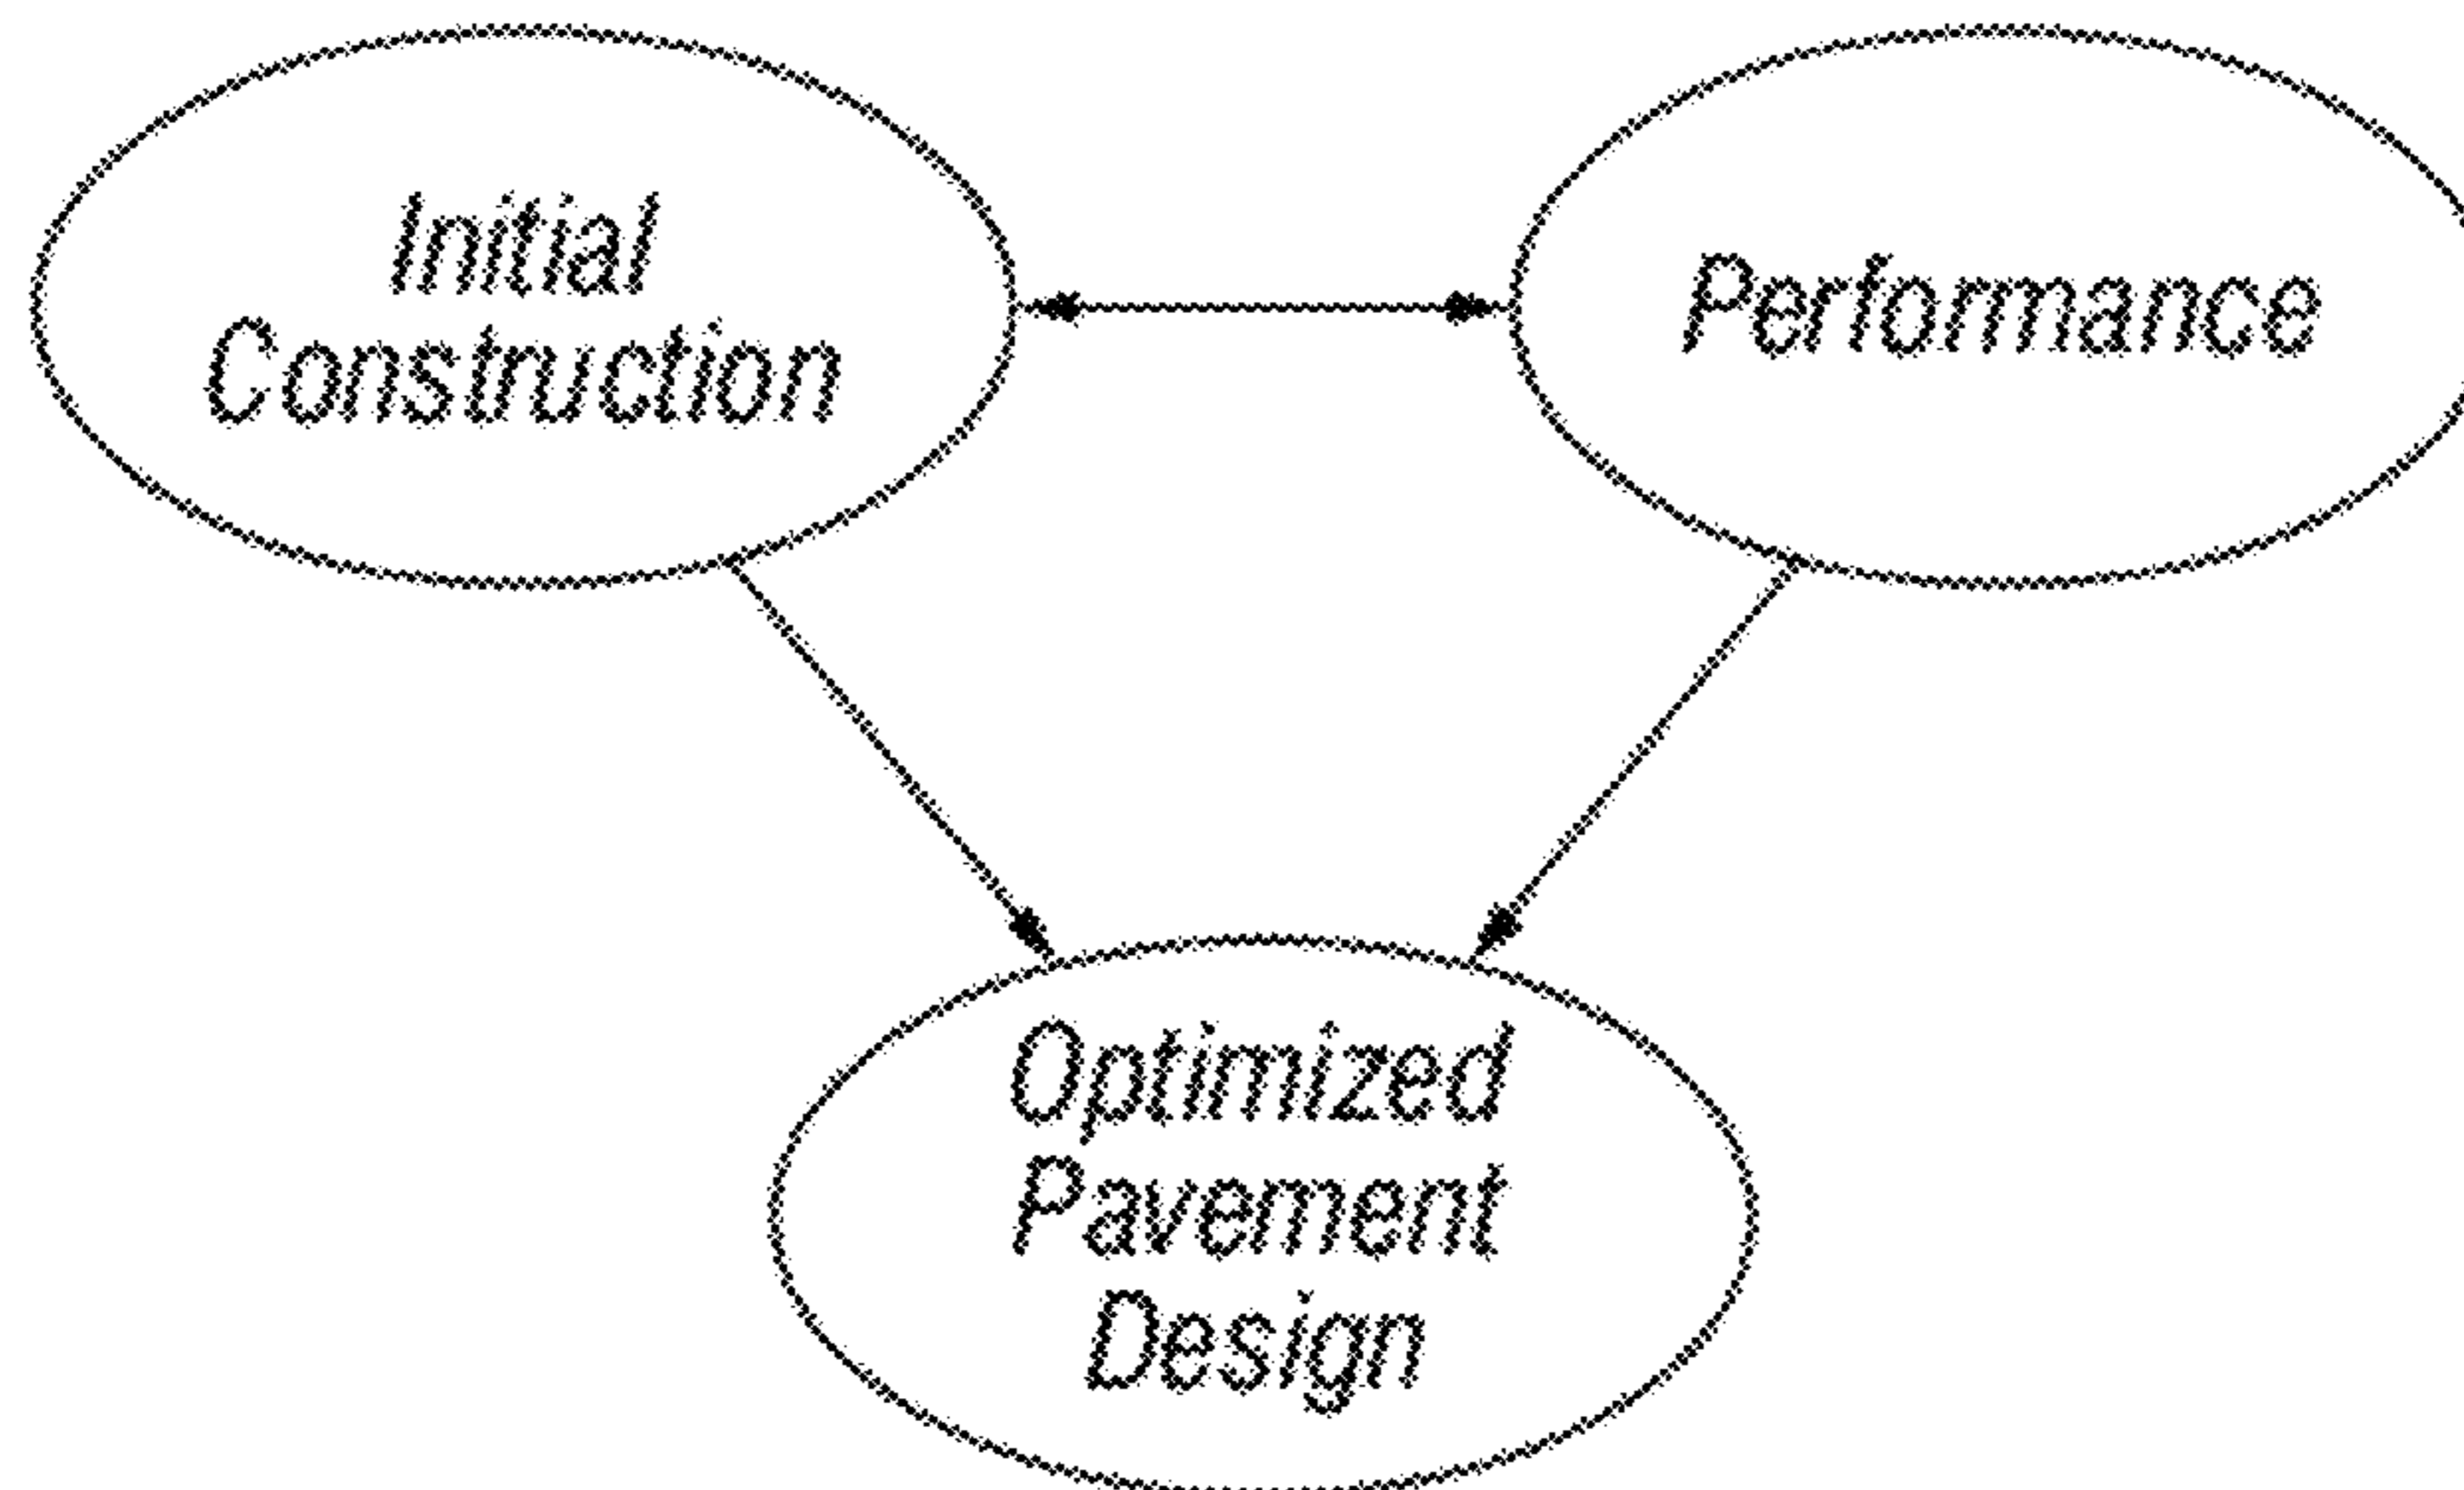 Initial
Construction
Performance
Optimized
Pavement
Design